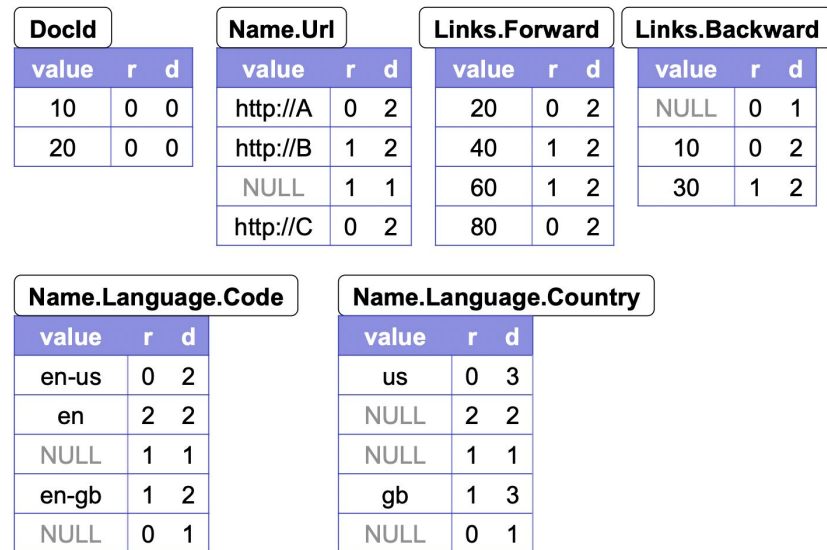 DocId
value r d
10 0 0
20 0 0
Name.Url
value r d
http://A 0 2
http://B 1 2
NULL 1 1
http://C 0 2
Links.Forward
value r d
20 0 2
40 1 2
60 1 2
80 0 2
Links.Backward
value r d
NULL 0 1
10 0 2
30 1 2
Name.Language.Code
value r d
en-us 0 2
en 2 2
NULL 1 1
en-gb 1 2
NULL 0 1
Name.Language.Country
value r d
us 0 3
NULL 2 2
NULL 1 1
gb 1 3
NULL 0 1